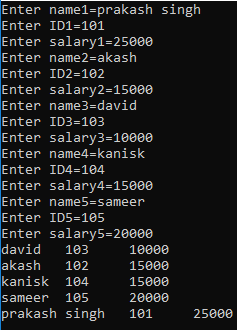 Enter name1=prakash singh
Enter ID1=101
Enter salary1=25000
Enter name2=akash
Enter ID2=102
Enter salary2=15000
Enter name3=david
Enter ID3=103
Enter salary3=10000
Enter name4=kanisk
Enter ID4=104
Enter salary4=15000
Enter name5=sameer
Enter ID5=105
Enter salary5=20000
david   103     10000
akash   102     15000
kanisk  104     15000
sameer  105     20000
prakash singh   101     25000